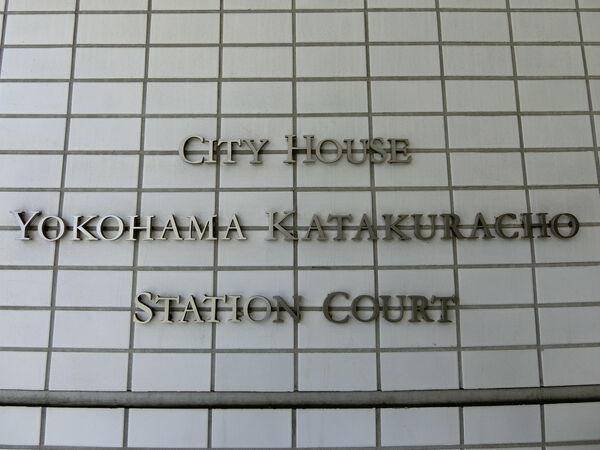 City House
Yokohama Katakuracho
Station Court